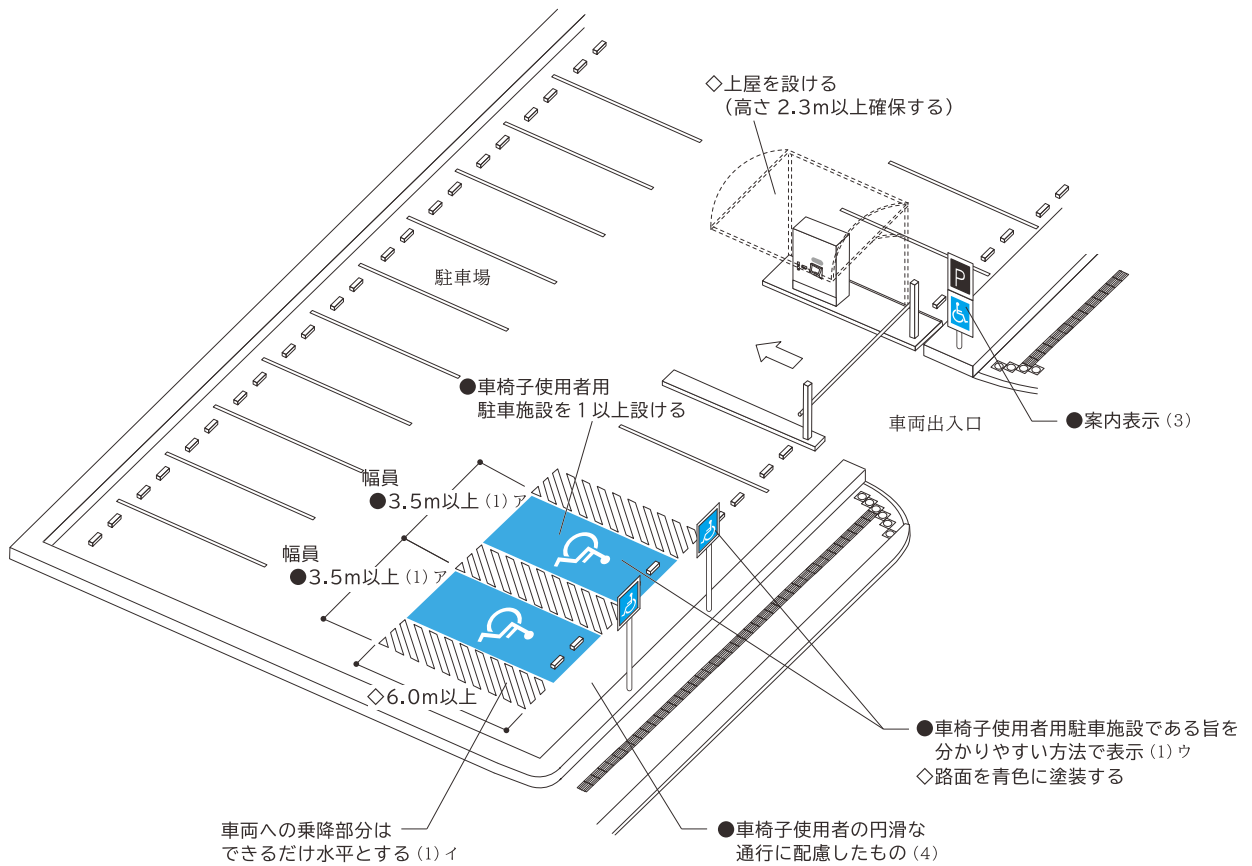 ◇上屋を設ける
(高さ 2.3m以上確保する)
P
駐車場
●車椅子使用者用
駐車施設を1以上設ける
車両出入口
●案内表示(3)
幅員
●3.5m以上(1)ア
幅員
●3.5m以上(1)ア
◇6.0m以上
●車椅子使用者用駐車施設である旨を
分かりやすい方法で表示(1)ウ
◇路面を青色に塗装する
車両への乗降部分は
できるだけ水平とする(1)イ
●車椅子使用者の円滑な
通行に配慮したもの(4)